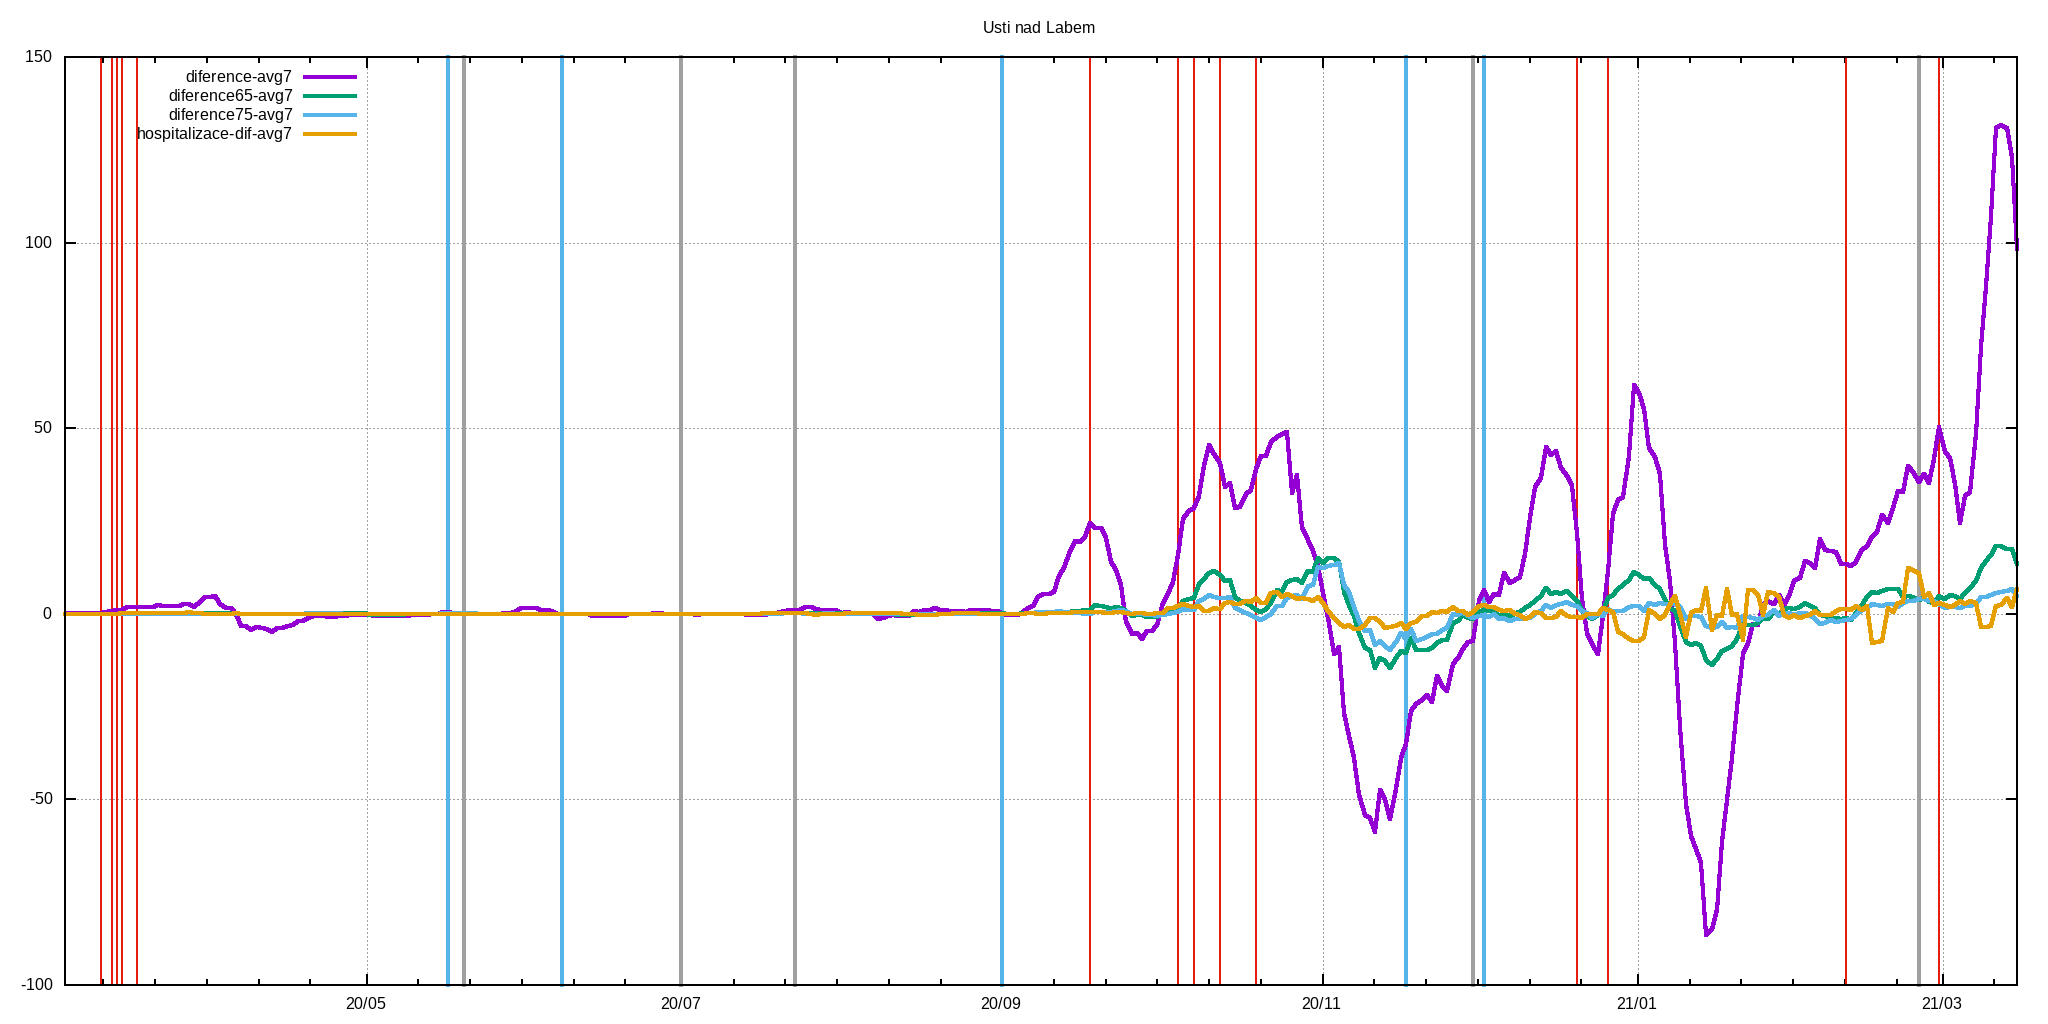 Usti nad Labem
150
100
50
0
-50
-100
diference-avg7
diference65-avg7
diference75-avg7
hospitalizace-dif-avg7
20/05
20/07
20/09
20/11
21/01
21/03